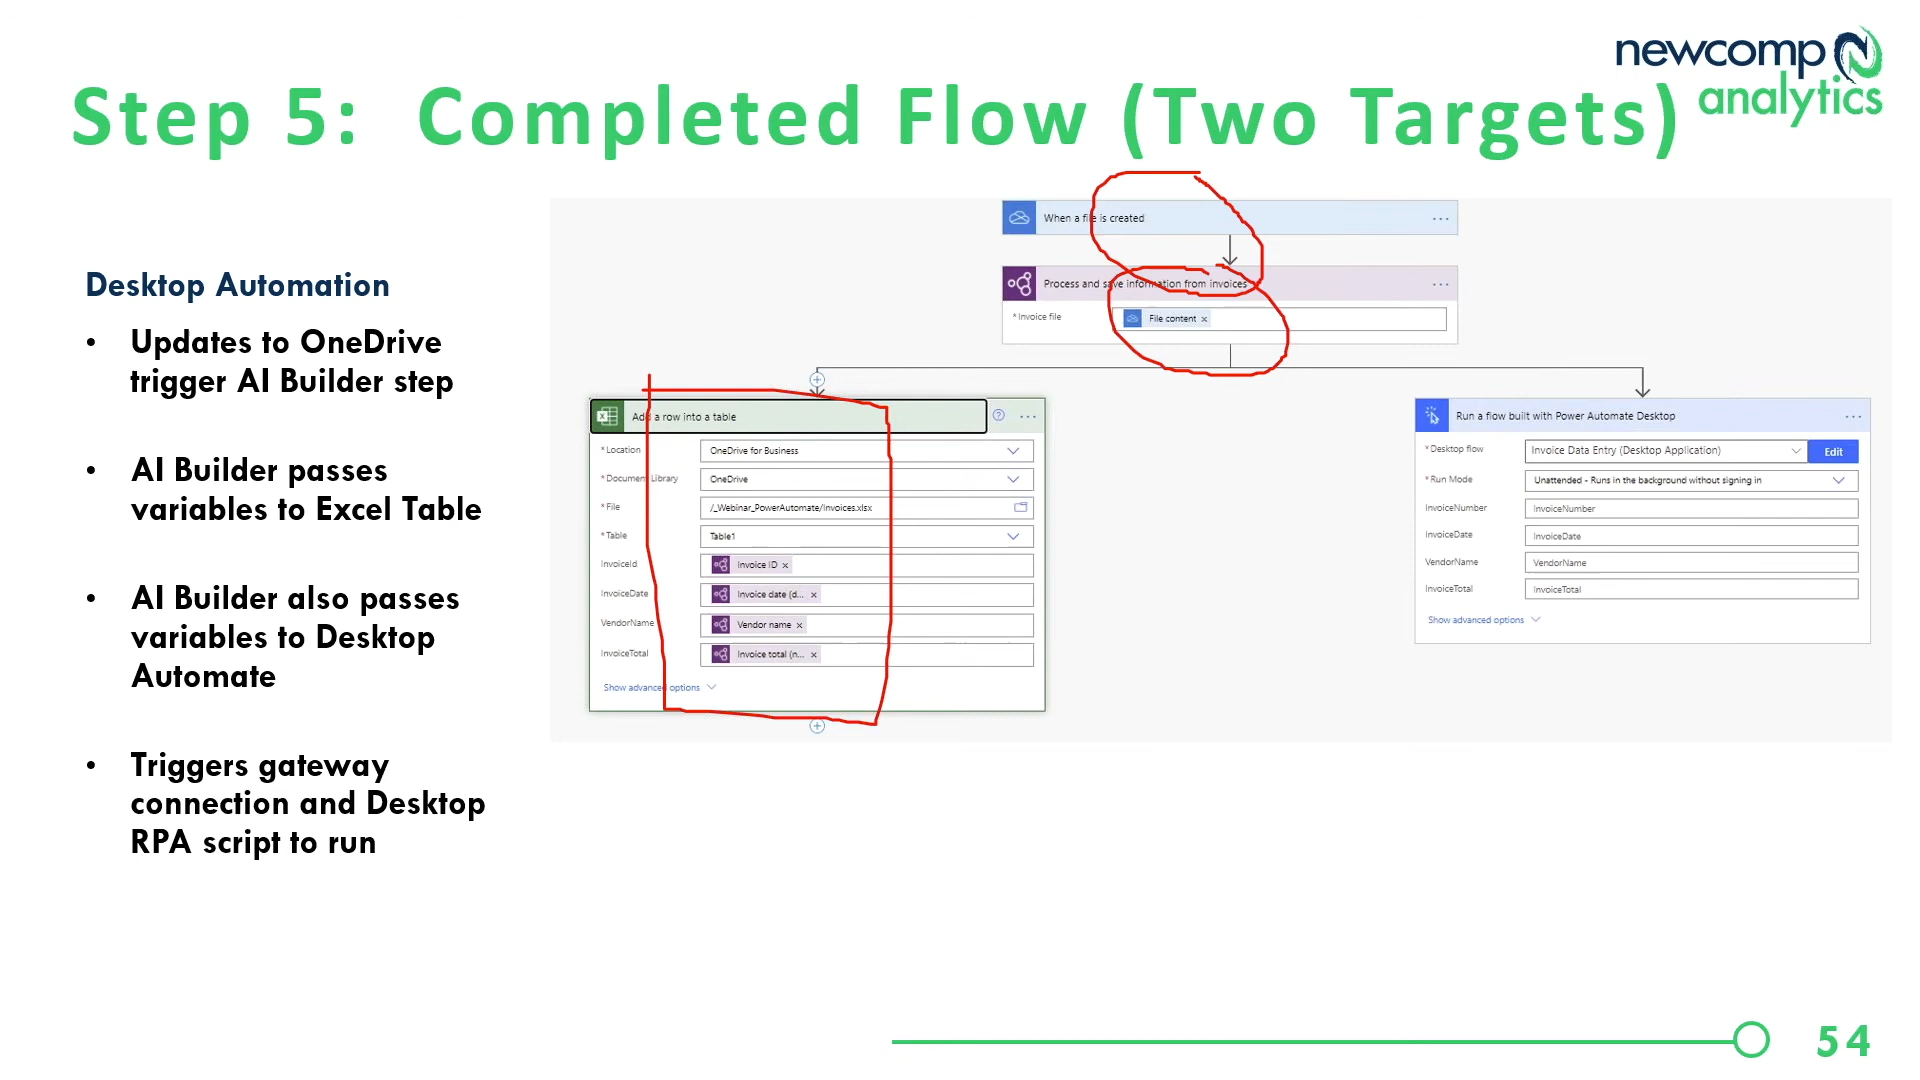 newcomp
analytics
Step 5: Completed Flow (Two Targets)
Desktop Automation
• Updates to OneDrive
trigger AI Builder step
• AI Builder passes
variables to Excel Table
• AI Builder also passes
variables to Desktop
Automate
• Triggers gateway
connection and Desktop
RPA script to run
When a file is created
Process and save information from invoices
* Invoice file
File content ×
Add a row into a table
* Location
OneDrive for Business
* Document Library
OneDrive
* File
/_Webinar_PowerAutomate/Invoices.xlsx
* Table
Table1
InvoiceId
Invoice ID ×
InvoiceDate
Invoice date (d... ×
VendorName
Vendor name ×
InvoiceTotal
Invoice total (n... ×
Show advanced options
Run a flow built with Power Automate Desktop
* Desktop flow
Invoice Data Entry (Desktop Application)
Edit
* Run Mode
Unattended - Runs in the background without signing in
InvoiceNumber
InvoiceNumber
InvoiceDate
InvoiceDate
VendorName
VendorName
InvoiceTotal
InvoiceTotal
Show advanced options
54